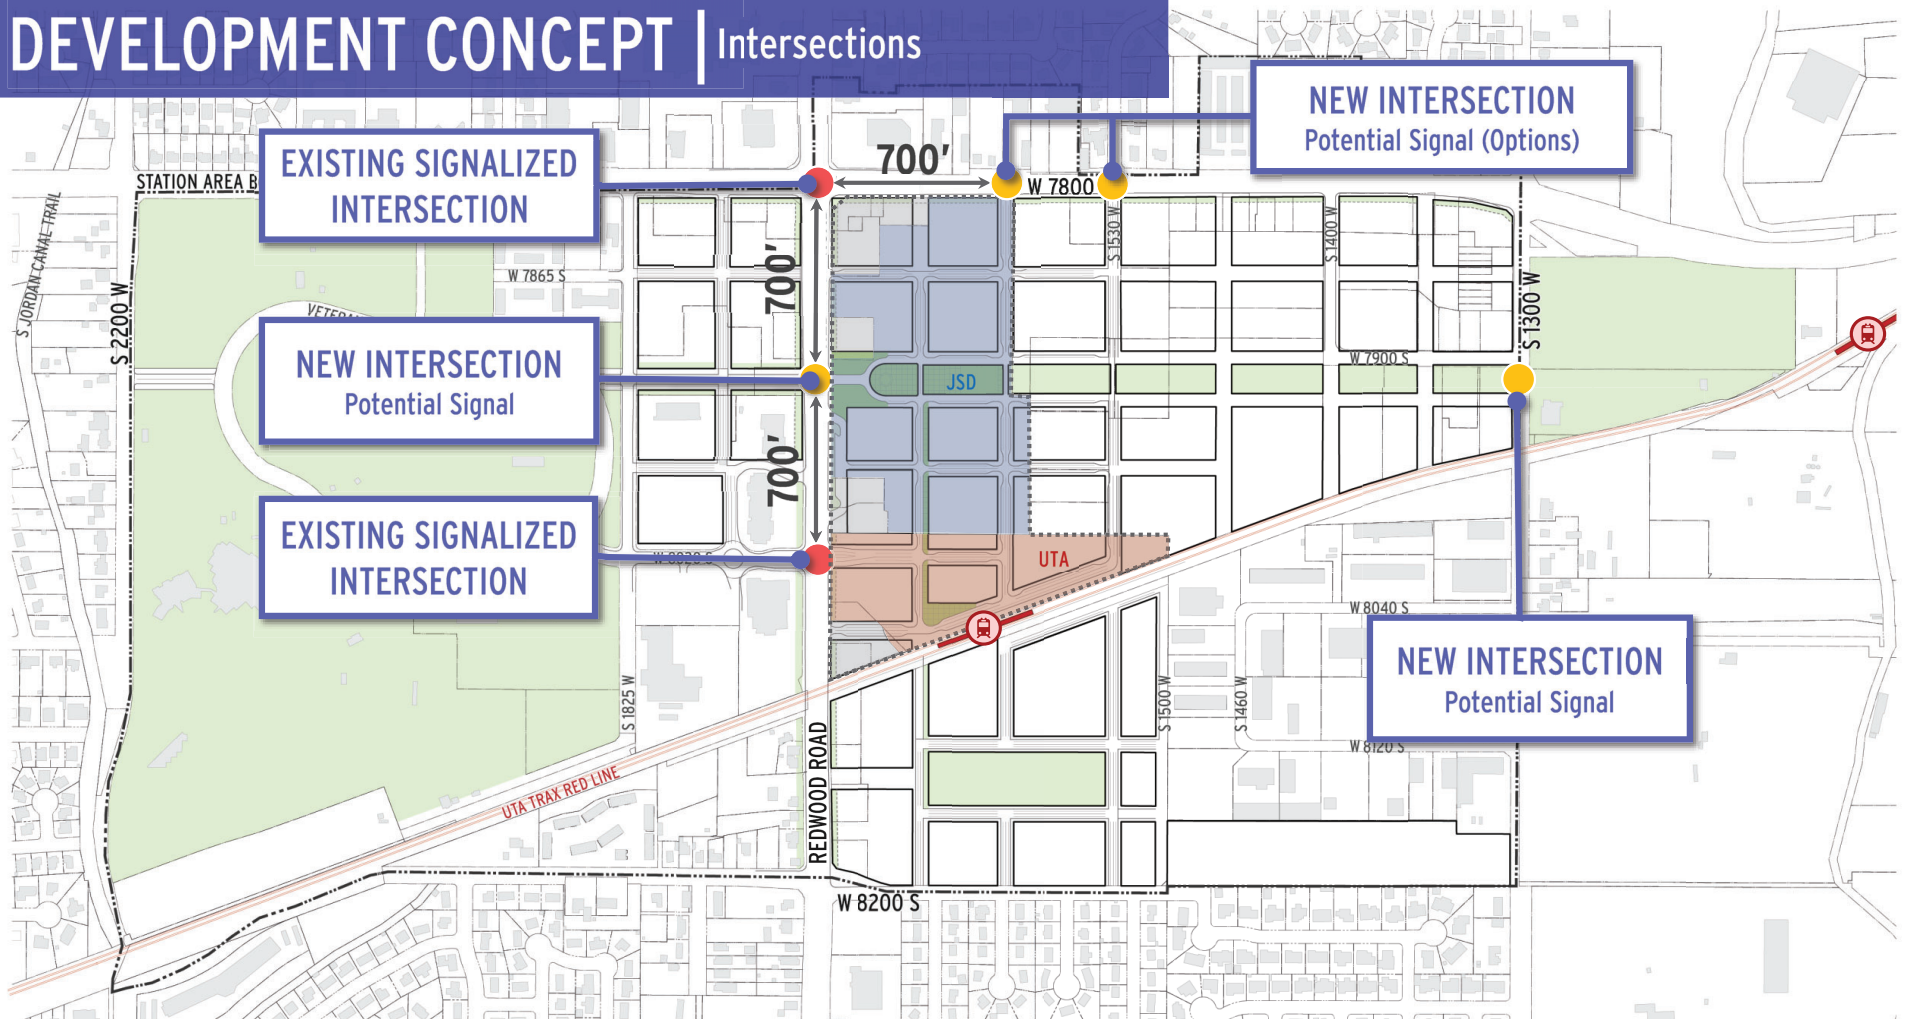 DEVELOPMENT CONCEPT | Intersections
NEW INTERSECTION
Potential Signal (Options)
EXISTING SIGNALIZED
INTERSECTION
700'
STATION AREA B
W 7800
S JORDAN CANAL TRAIL
S 2200 W
W 7865 S
700'
S 1530 W
S 1400 W
S 1300 W
VETERA
NEW INTERSECTION
Potential Signal
W 7900 S
JSD
700'
EXISTING SIGNALIZED
INTERSECTION
UTA
W 8040 S
NEW INTERSECTION
Potential Signal
S 1825 W
S 1500 W
S 1460 W
W 8120 S
UTA TRAX RED LINE
REDWOOD ROAD
W 8200 S